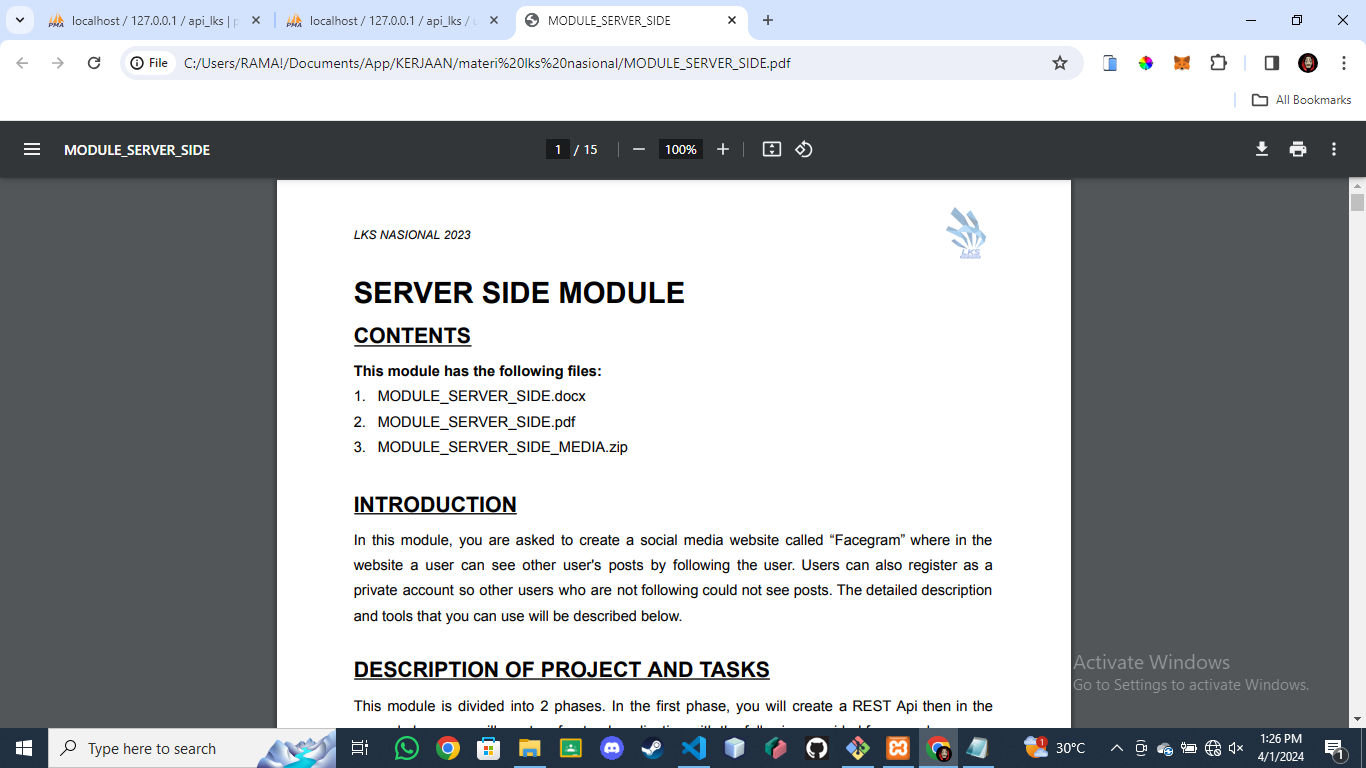 localhost / 127.0.0.1 / api_lks | p
localhost / 127.0.0.1 / api_lks / u
MODULE_SERVER_SIDE
File
C:/Users/RAMA!/Documents/App/KERJAAN/materi%20lks%20nasional/MODULE_SERVER_SIDE.pdf
All Bookmarks
MODULE_SERVER_SIDE
1 / 15
100%
LKS NASIONAL 2023
LKS
SERVER SIDE MODULE
CONTENTS
This module has the following files:
1. MODULE_SERVER_SIDE.docx
2. MODULE_SERVER_SIDE.pdf
3. MODULE_SERVER_SIDE_MEDIA.zip
INTRODUCTION
In this module, you are asked to create a social media website called “Facegram” where in the
website a user can see other user's posts by following the user. Users can also register as a
private account so other users who are not following could not see posts. The detailed description
and tools that you can use will be described below.
DESCRIPTION OF PROJECT AND TASKS
This module is divided into 2 phases. In the first phase, you will create a REST Api then in the
Activate Windows
Go to Settings to activate Windows.
Type here to search
1
30°C
1:26 PM
4/1/2024
1